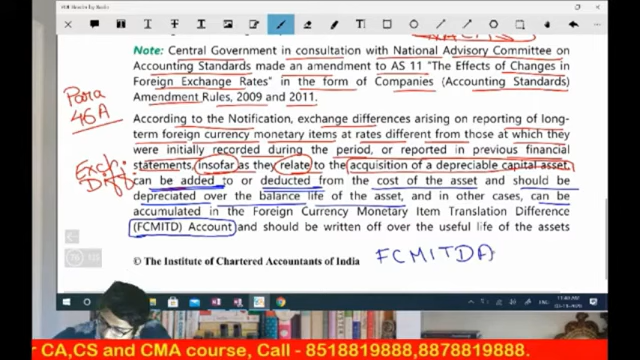 Note: Central Government in consultation with National Advisory Committee on
Accounting Standards made an amendment to AS 11 "The Effects of Changes in
Foreign Exchange Rates" in the form of Companies (Accounting Standards)
Amendment Rules, 2009 and 2011.
Para
46A
According to the Notification, exchange differences arising on reporting of long-
term foreign currency monetary items at rates different from those at which they
were initially recorded during the period, or reported in previous financial
statements, insofar as they relate to the acquisition of a depreciable capital asset,
can be added to or deducted from the cost of the asset and should be
depreciated over the balance life of the asset, and in other cases, can be
accumulated in the Foreign Currency Monetary Item Translation Difference
(FCMITD) Account and should be written off over the useful life of the assets
Exch.
Diff.
© The Institute of Chartered Accountants of India
FCMITDA
r CA,CS and CMA course, Call - 8518819888,8878819888.